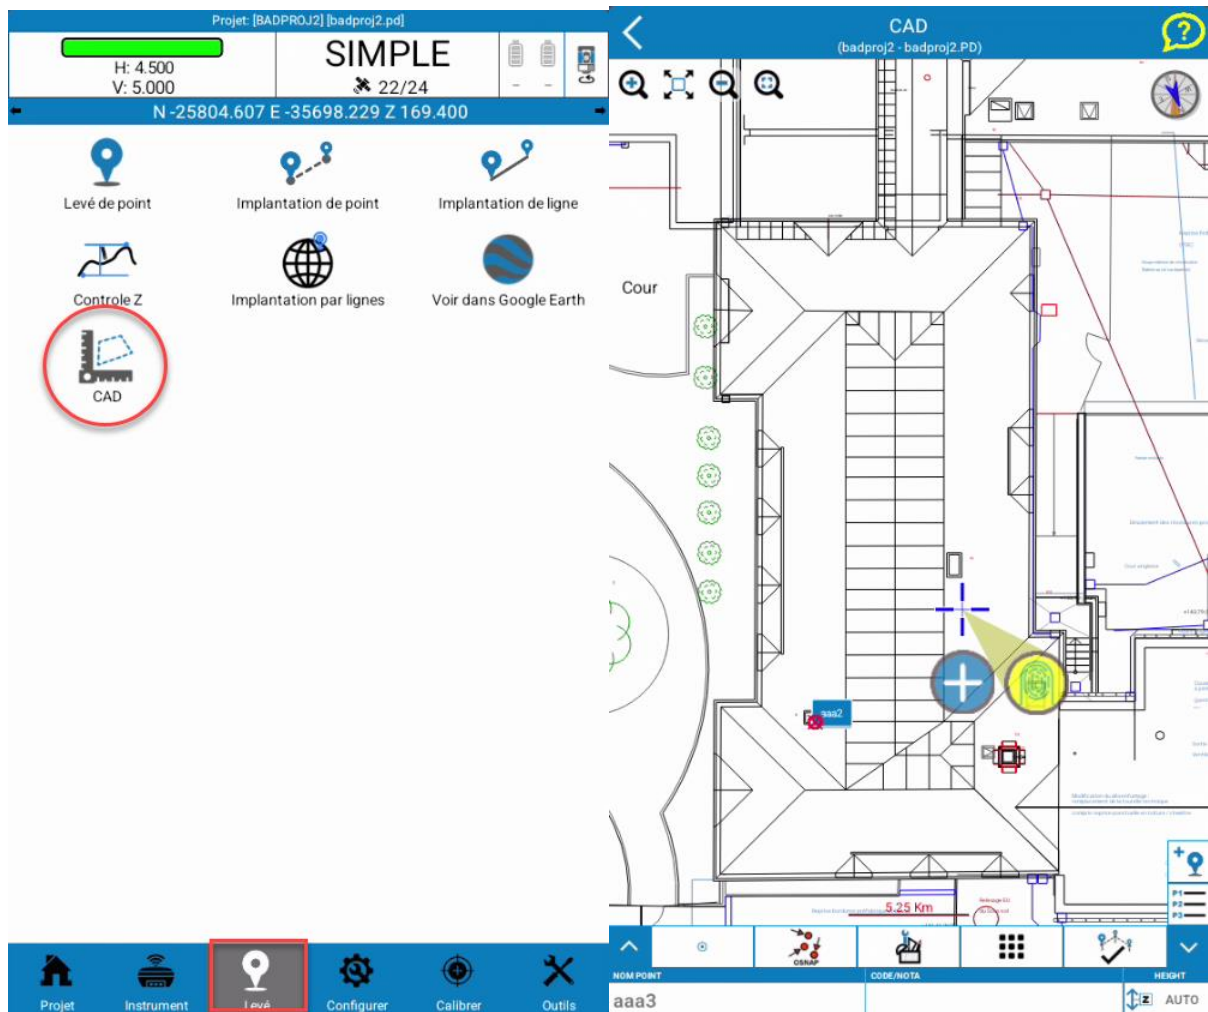 Projet: [BADPROJ2] [badproj2.pd]
H: 4.500
V: 5.000
SIMPLE
22/24
- -
N -25804.607 E -35698.229 Z 169.400
Levé de point
Implantation de point
Implantation de ligne
Controle Z
Implantation par lignes
Voir dans Google Earth
CAD
Projet
Instrument
Levé
Configurer
Calibrer
Outils
CAD
(badproj2 - badproj2.PD)
?
Cour
aaa2
5.25 Km
P1
P2
P3
OSNAP
NOM POINT
CODE/NOTA
HEIGHT
aaa3
Z
AUTO